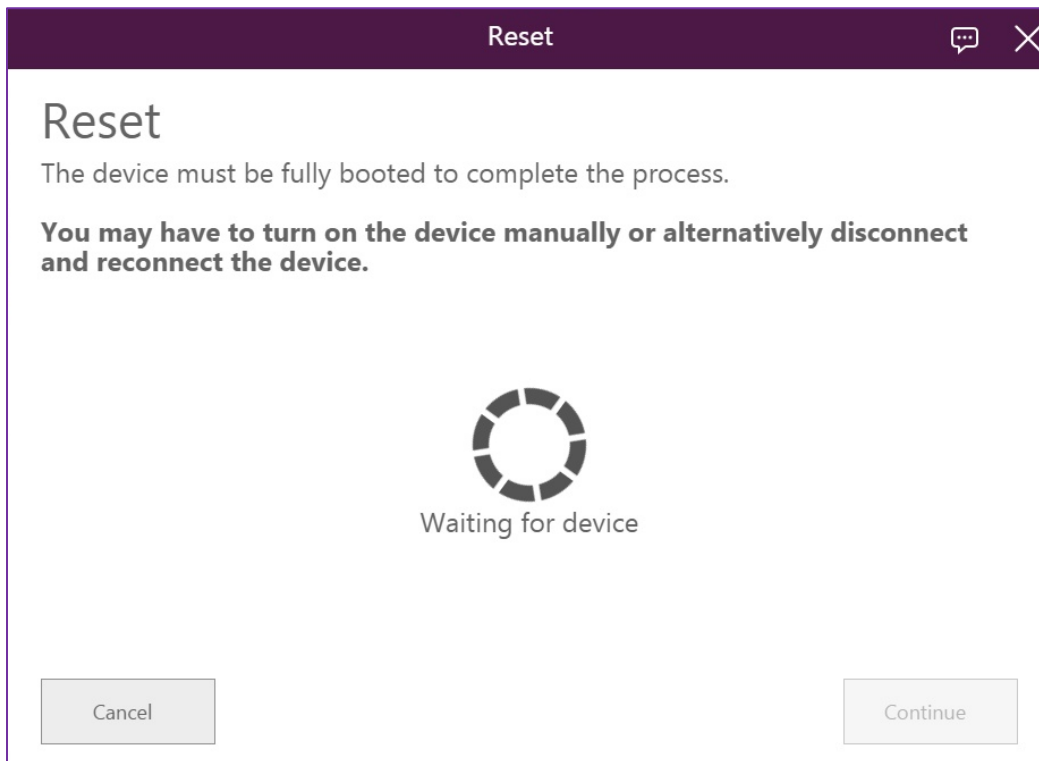 Reset
Reset
The device must be fully booted to complete the process.
You may have to turn on the device manually or alternatively disconnect
and reconnect the device.
Waiting for device
Cancel
Continue